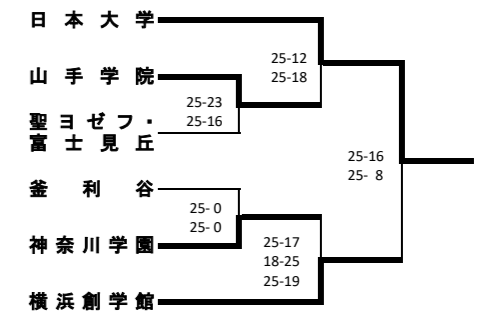 日本大学
25-12
山手学院
25-18
25-23
聖ヨゼフ・
25-16
富士見丘
25-16
25- 8
釜利谷
25- 0
25- 0
神奈川学園
25-17
18-25
25-19
横浜創学館